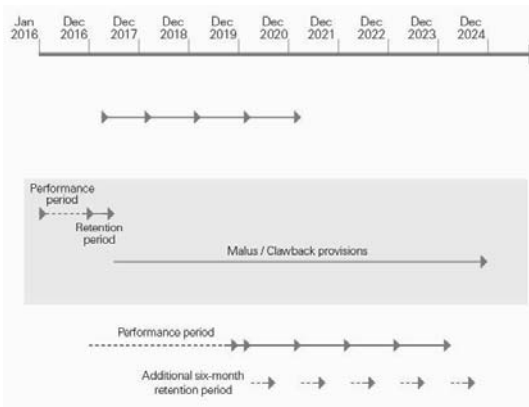 Jan Dec Dec Dec Dec Dec Dec Dec Dec Dec
2016 2016 2017 2018 2019 2020 2021 2022 2023 2024
Performance
period
Retention
period
Malus / Clawback provisions
Performance period
Additional six-month
retention period